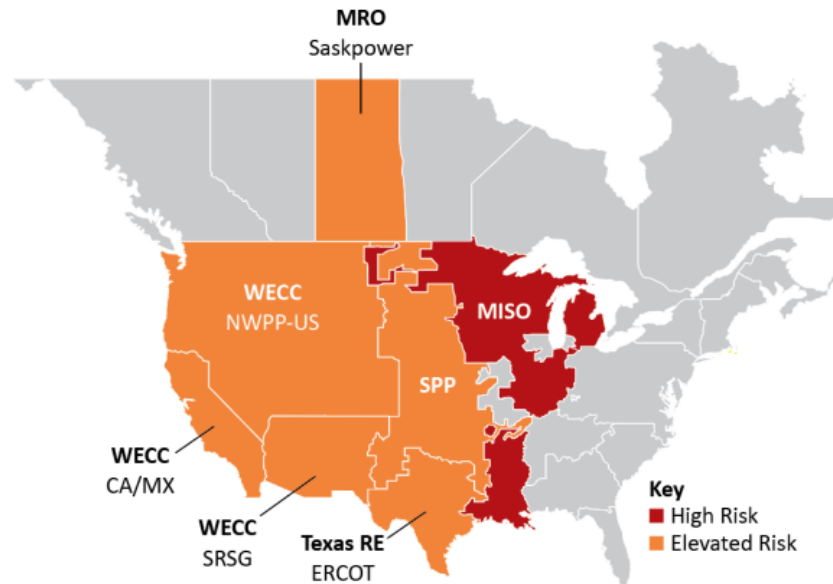 MRO
Saskpower
WECC
NWPP-US
MISO
SPP
WECC
CA/MX
WECC
SRSG
Texas RE
ERCOT
Key
High Risk
Elevated Risk